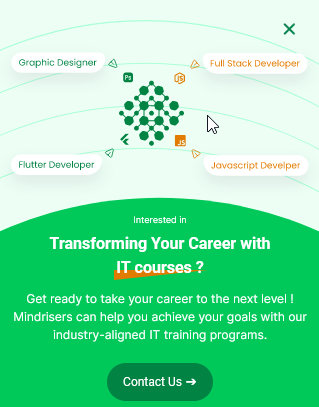 Graphic Designer
Full Stack Developer
Ps
JS
JS
Flutter Developer
Javascript Develper
Interested in
Transforming Your Career with
IT courses ?
Get ready to take your career to the next level !
Mindrisers can help you achieve your goals with our
industry-aligned IT training programs.
Contact Us →